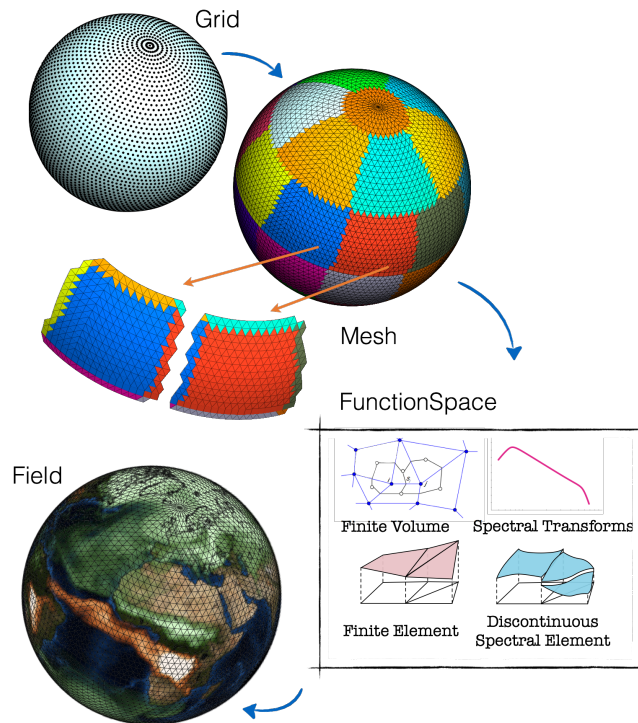 Grid
Mesh
FunctionSpace
Finite Volume
Spectral Transforms
Finite Element
Discontinuous
Spectral Element
Field